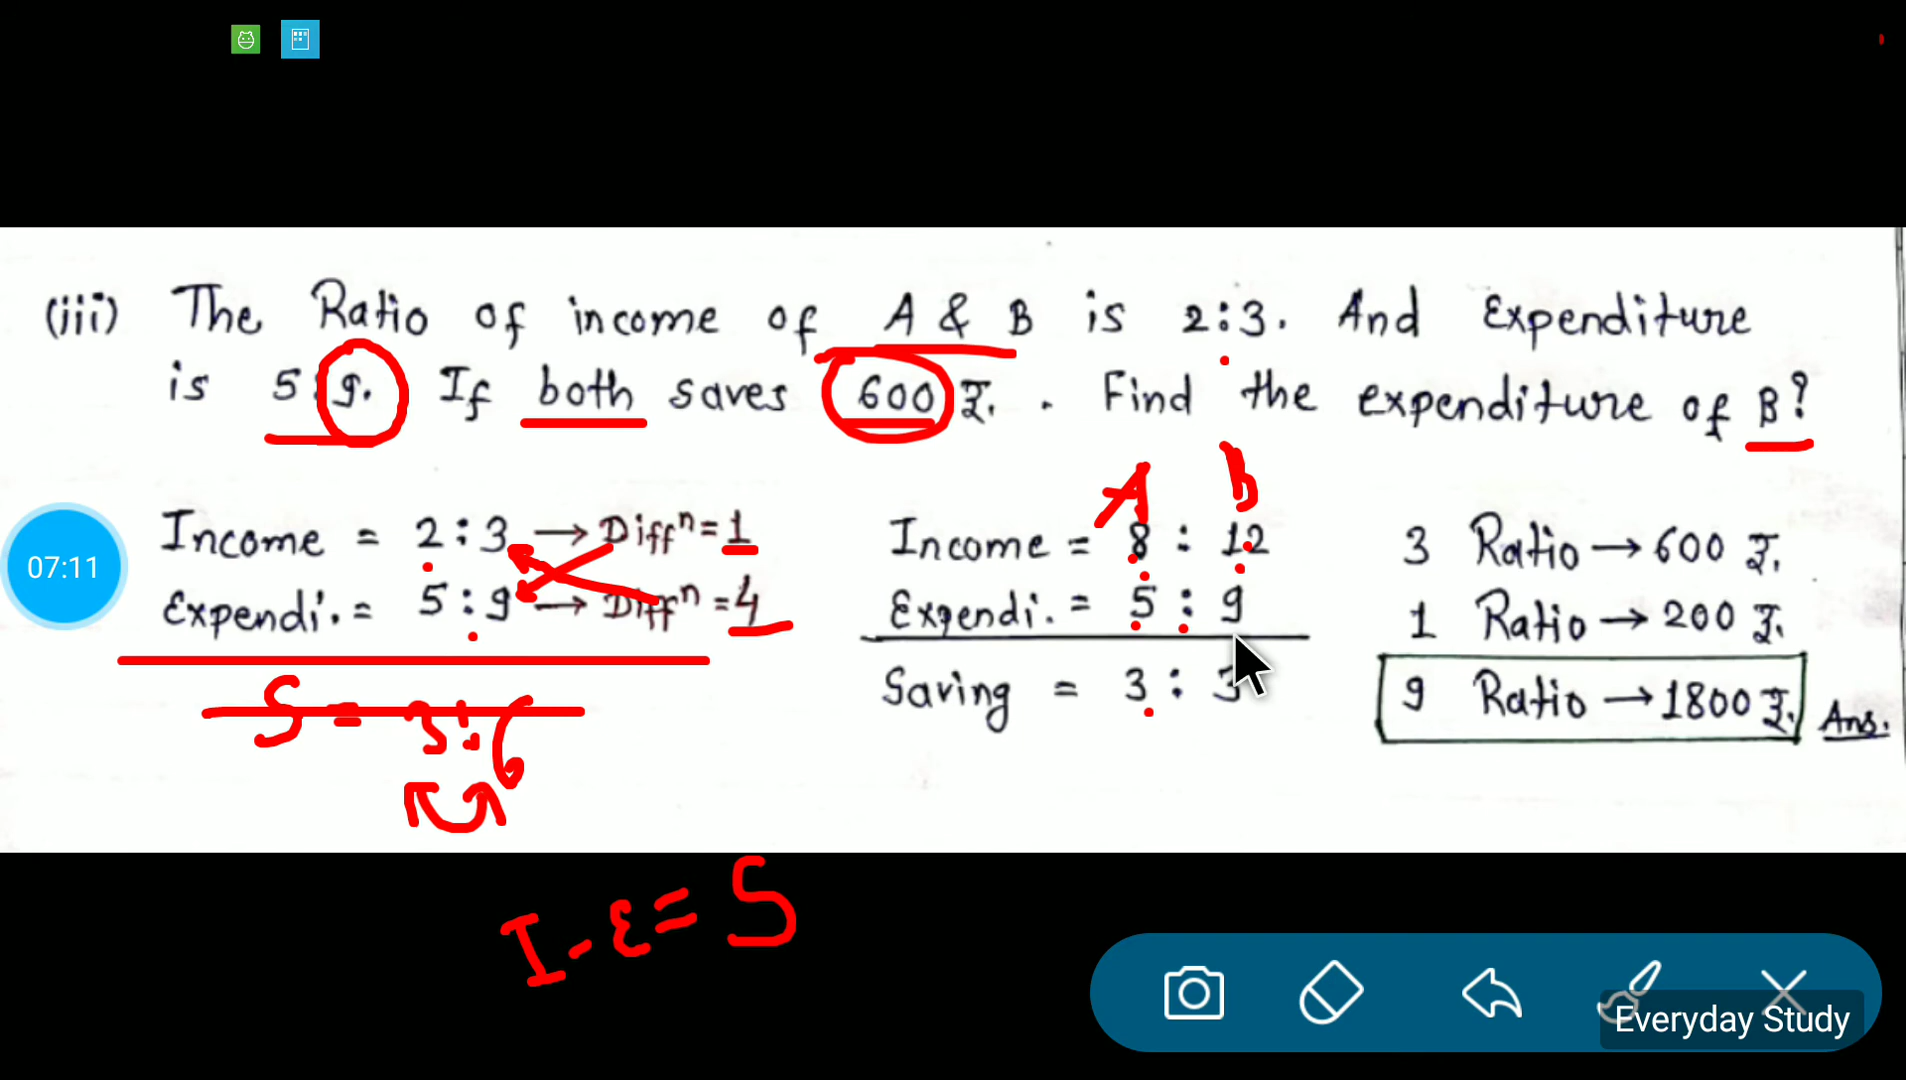 (iii) The Ratio of income of A & B is 2:3. And Expenditure
is 5:9. If both saves 600 ₹. Find the expenditure of B?
A B
Income = 2:3 → Diffⁿ = 1
Expendi. = 5:9 → Diffⁿ = 4
Income = 8 : 12
Expendi. = 5 : 9
Saving = 3 : 3
3 Ratio → 600 ₹.
1 Ratio → 200 ₹.
9 Ratio → 1800 ₹. Ans.
07:11
I-E=S
Everyday Study